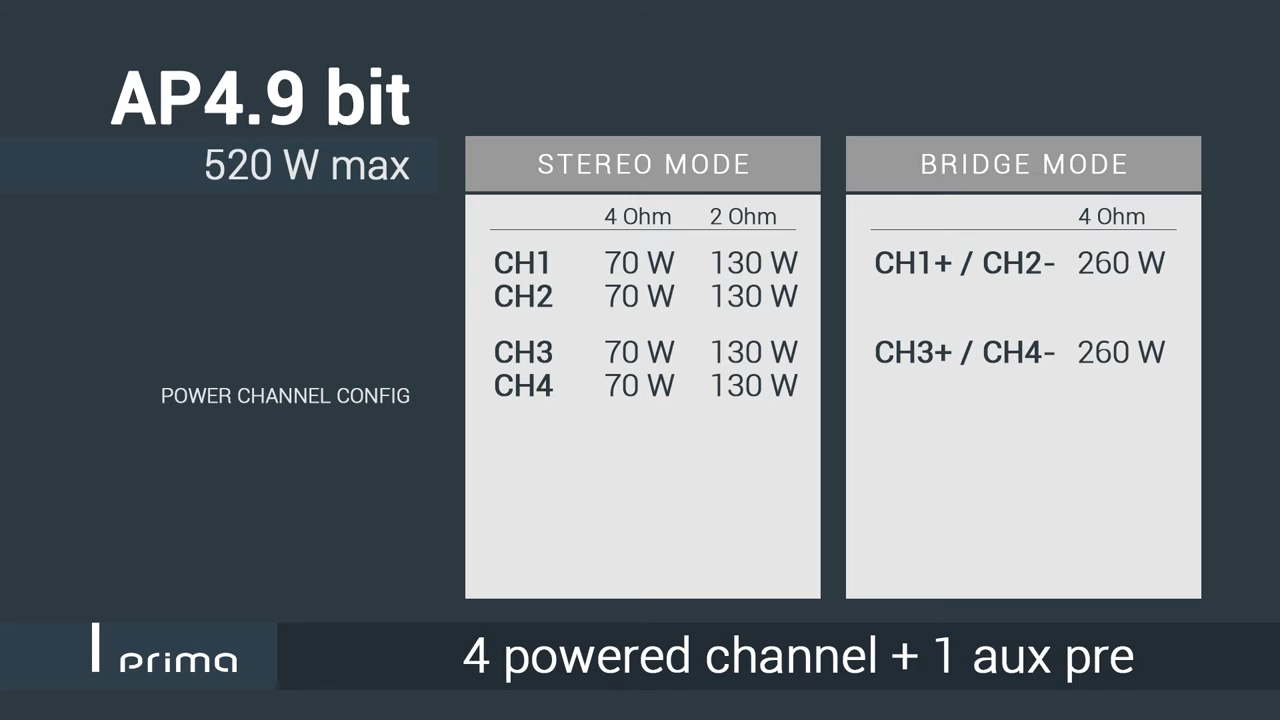 AP4.9 bit
520 W max
POWER CHANNEL CONFIG
STEREO MODE
4 Ohm 2 Ohm
CH1 70 W 130 W
CH2 70 W 130 W
CH3 70 W 130 W
CH4 70 W 130 W
BRIDGE MODE
4 Ohm
CH1+ / CH2- 260 W
CH3+ / CH4- 260 W
prima
4 powered channel + 1 aux pre